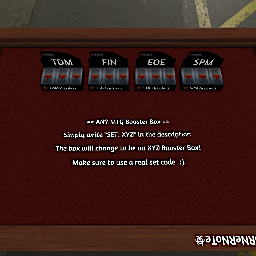 TDM FIN EOE SPM
== ANY MTG Booster Box ==
Simply write "SET: XYZ" in the description.
The box will change to be an XYZ Booster Box!
Make sure to use a real set code :)